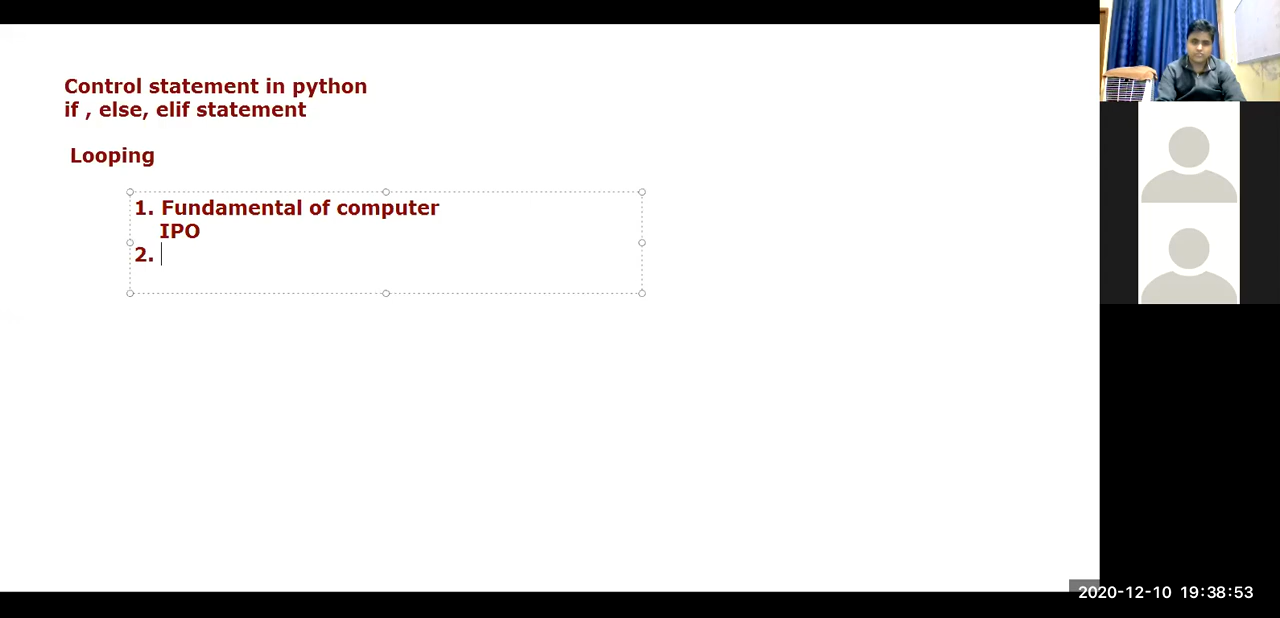 Control statement in python
if , else, elif statement
Looping
1. Fundamental of computer
IPO
2.
2020-12-10 19:38:53